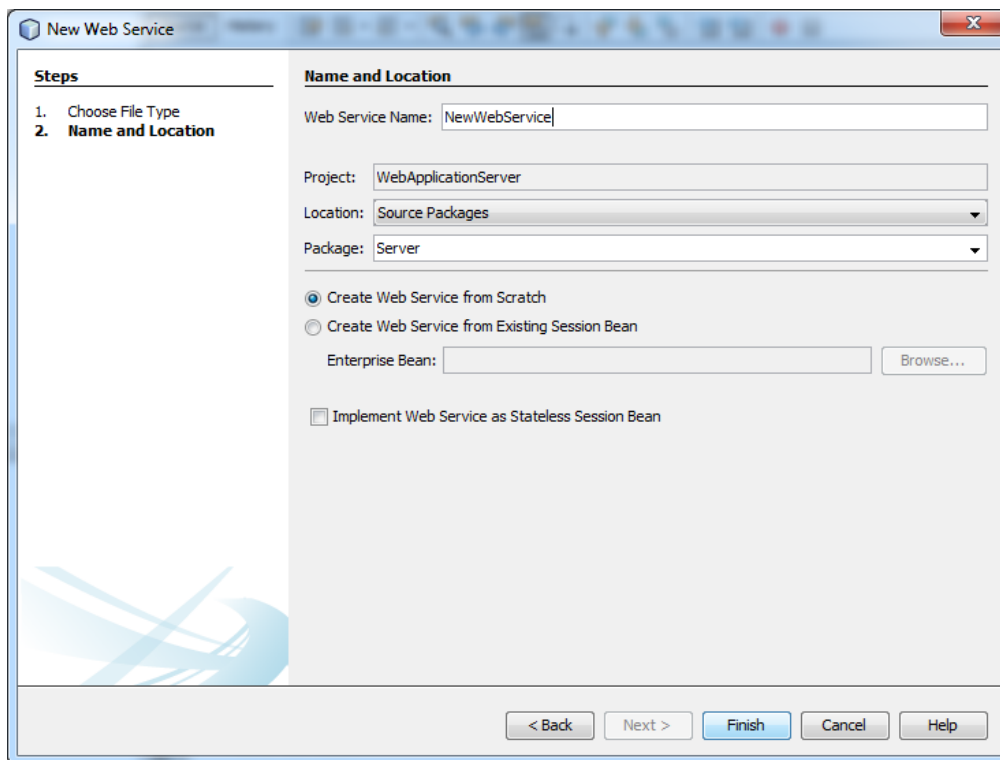 New Web Service
Steps
1. Choose File Type
2. Name and Location
Name and Location
Web Service Name: NewWebService
Project: WebApplicationServer
Location: Source Packages
Package: Server
Create Web Service from Scratch
Create Web Service from Existing Session Bean
Enterprise Bean: Browse...
Implement Web Service as Stateless Session Bean
< Back Next > Finish Cancel Help